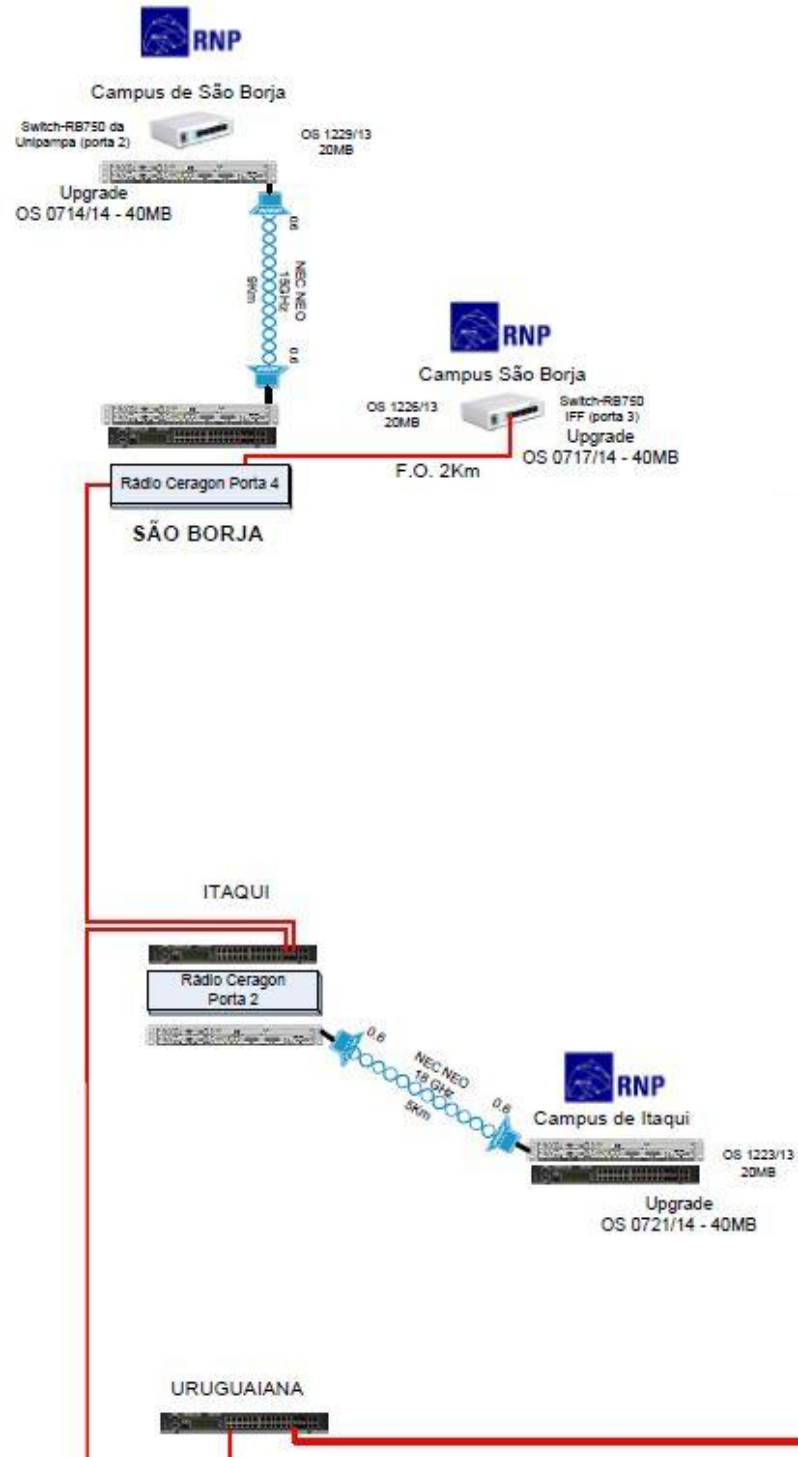 RNP
Campus de São Borja
Switch-RB750 da
Unipampa (porta 2)
OS 1229/13
20MB
Upgrade
OS 0714/14 - 40MB
0.6
NEC NEO
15GHz
9Km
0.6
RNP
Campus São Borja
OS 1226/13
20MB
Switch-RB750
IFF (porta 3)
Upgrade
OS 0717/14 - 40MB
F.O. 2Km
Rádio Ceragon Porta 4
SÃO BORJA
ITAQUI
Rádio Ceragon
Porta 2
0.6
NEC NEO
18 GHz
5Km
0.6
RNP
Campus de Itaqui
OS 1223/13
20MB
Upgrade
OS 0721/14 - 40MB
URUGUAIANA